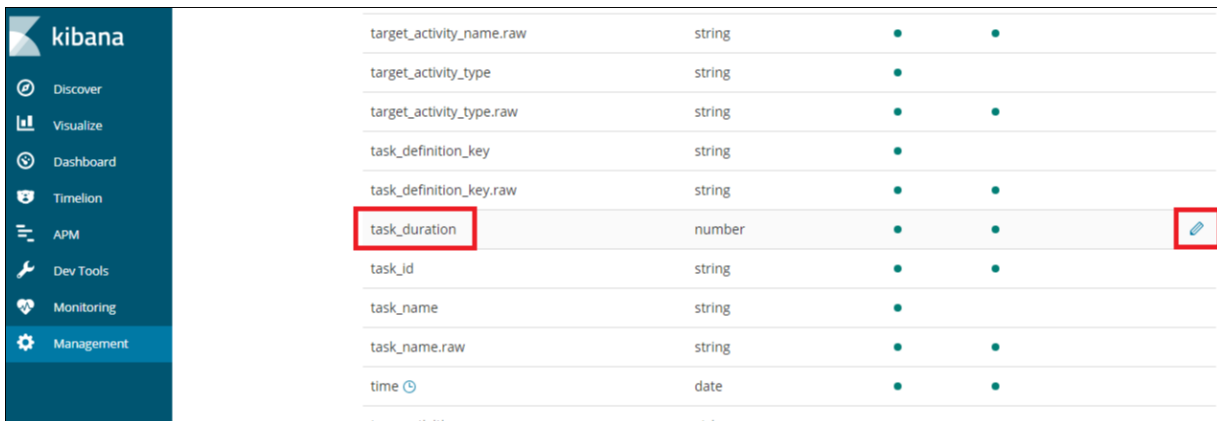 kibana
Discover
Visualize
Dashboard
Timelion
APM
Dev Tools
Monitoring
Management
target_activity_name.raw string
target_activity_type string
target_activity_type.raw string
task_definition_key string
task_definition_key.raw string
task_duration number
task_id string
task_name string
task_name.raw string
time date